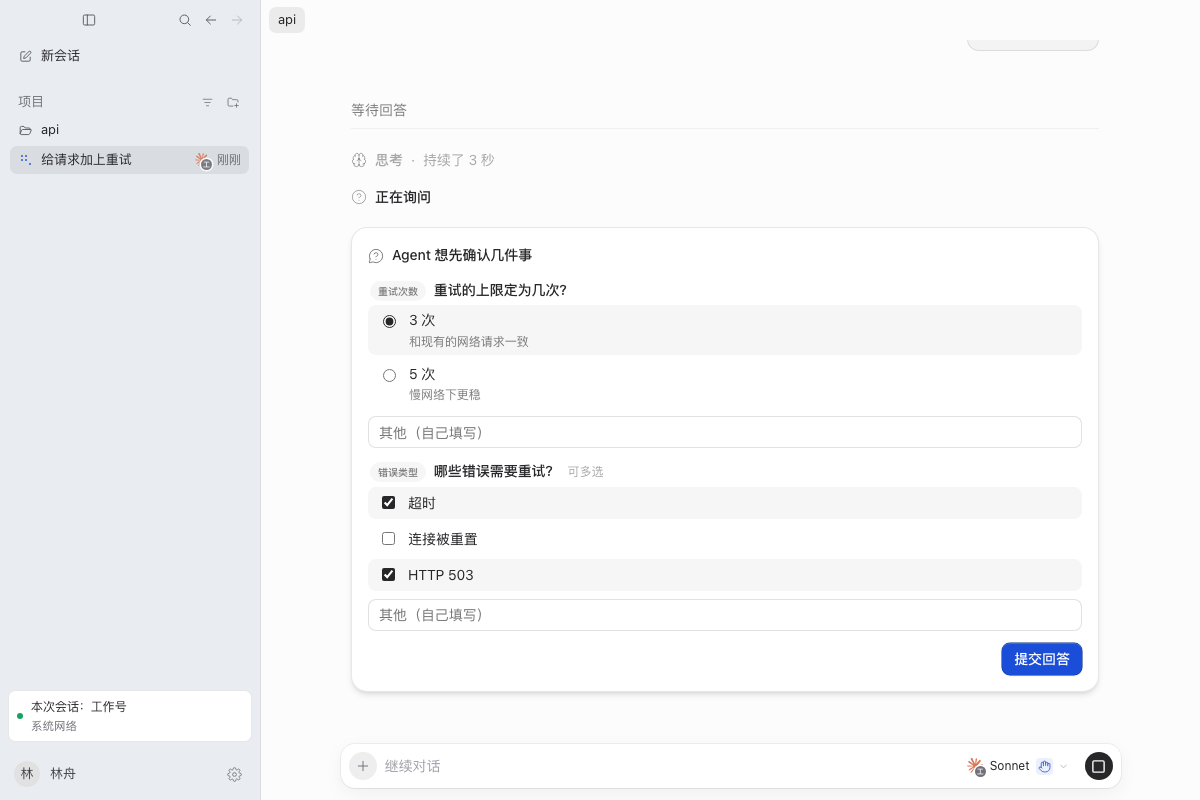 api
新会话
项目
api
给请求加上重试
工
刚刚
本次会话：工作号
系统网络
林
林舟
等待回答
思考 · 持续了 3 秒
正在询问
Agent 想先确认几件事
重试次数 重试的上限定为几次？
3 次
和现有的网络请求一致
5 次
慢网络下更稳
其他（自己填写）
错误类型 哪些错误需要重试？ 可多选
超时
连接被重置
HTTP 503
其他（自己填写）
提交回答
继续对话
工
Sonnet